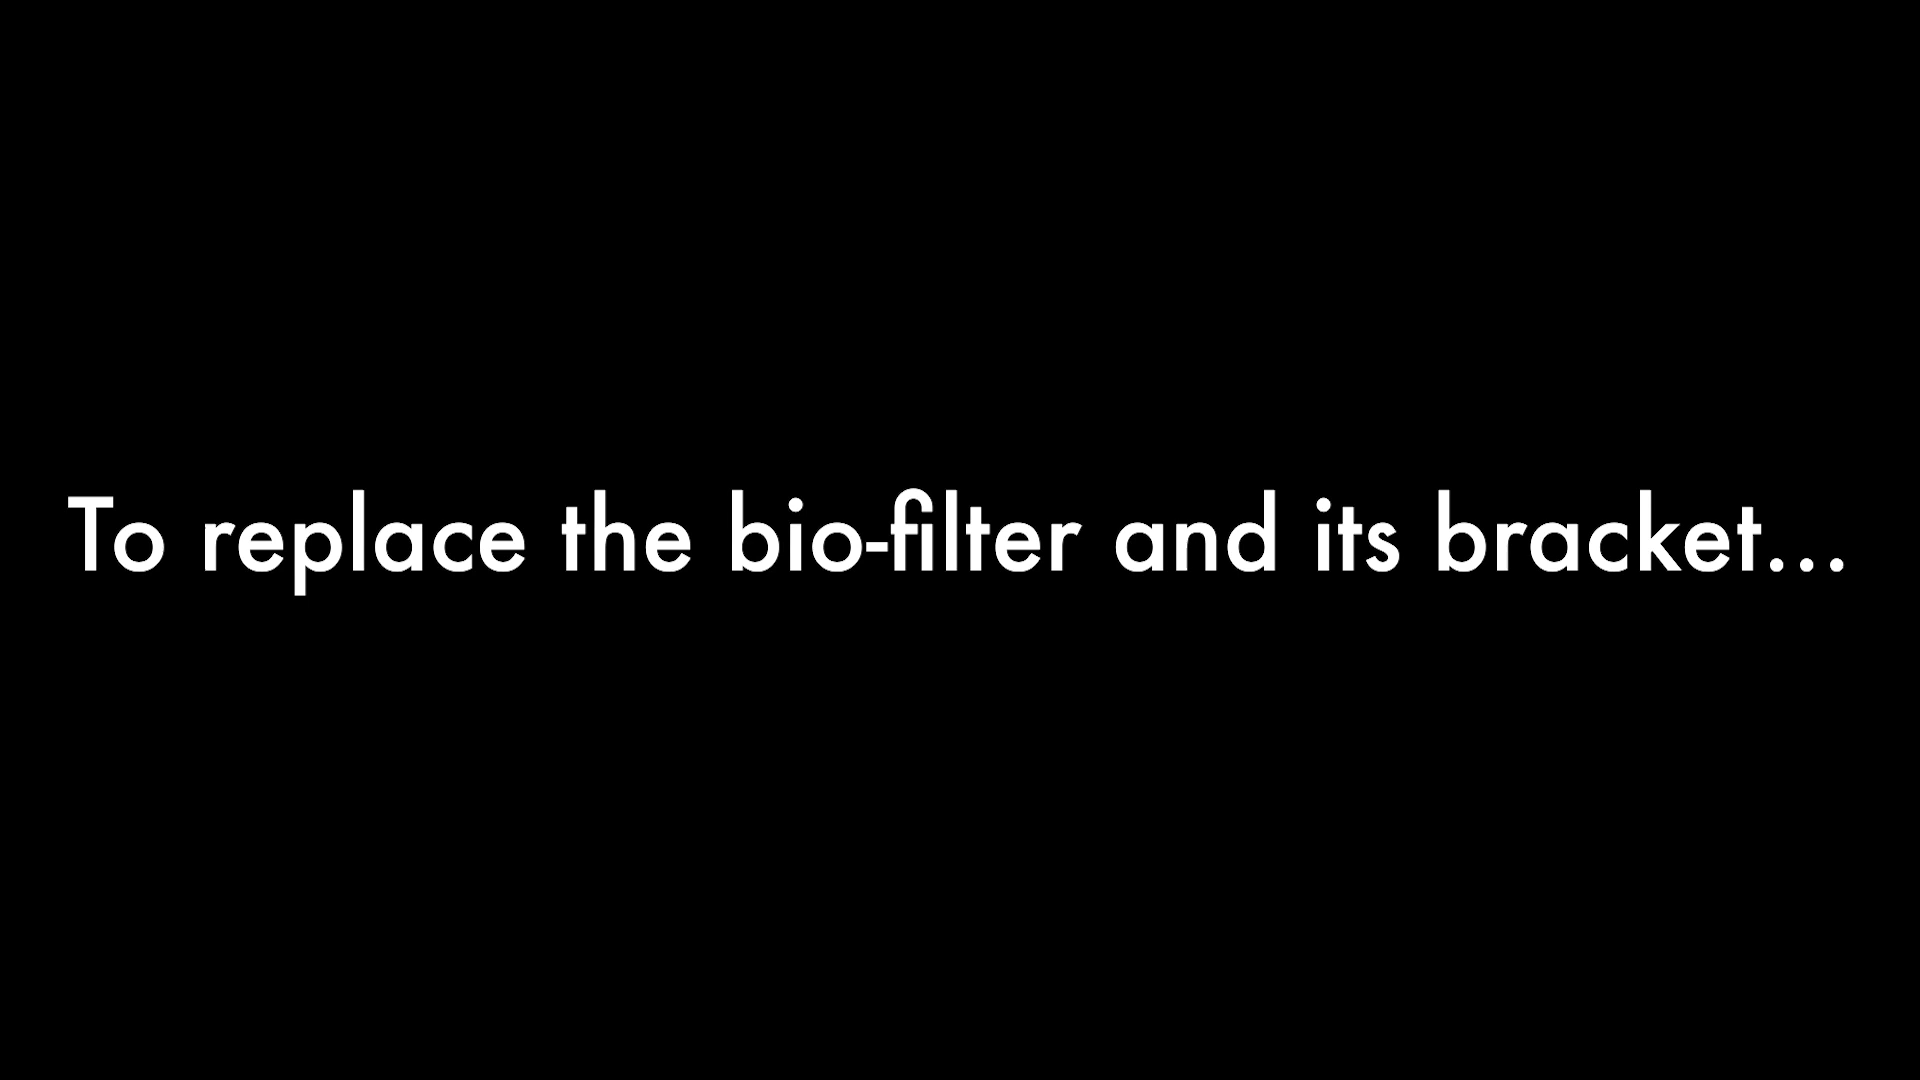 To replace the bio-filter and its bracket...